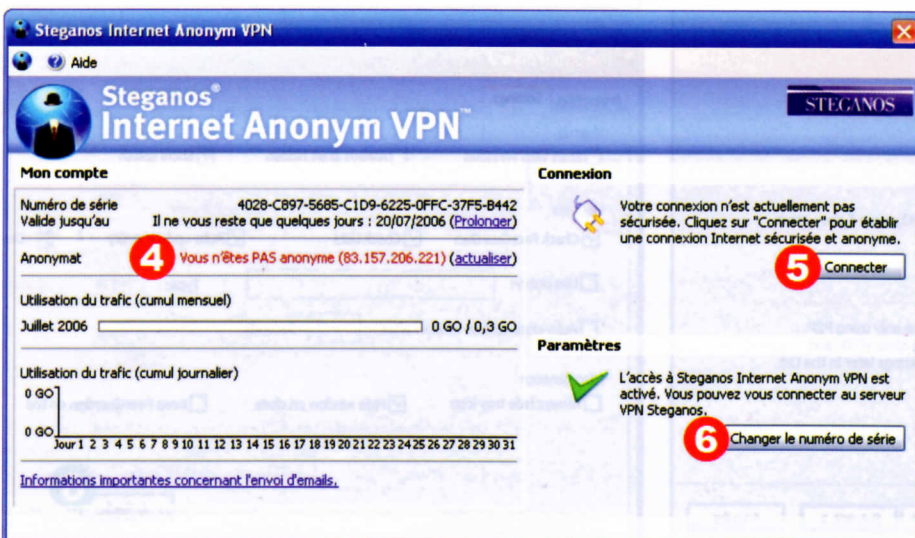 Steganos Internet Anonym VPN
Aide
Steganos®
Internet Anonym VPN™
STEGANOS
Mon compte
Numéro de série 4028-C897-5685-C1D9-6225-0FFC-37F5-B442
Valide jusqu'au Il ne vous reste que quelques jours : 20/07/2006 (Prolonger)
Anonymat 4 Vous n'êtes PAS anonyme (83.157.206.221) (actualiser)
Utilisation du trafic (cumul mensuel)
Juillet 2006 0 GO / 0,3 GO
Utilisation du trafic (cumul journalier)
0 GO
0 GO
Jour 1 2 3 4 5 6 7 8 9 10 11 12 13 14 15 16 17 18 19 20 21 22 23 24 25 26 27 28 29 30 31
Informations importantes concernant l'envoi d'emails.
Connexion
Votre connexion n'est actuellement pas
sécurisée. Cliquez sur "Connecter" pour établir
une connexion Internet sécurisée et anonyme.
5 Connecter
Paramètres
L'accès à Steganos Internet Anonym VPN est
activé. Vous pouvez vous connecter au serveur
VPN Steganos.
6 Changer le numéro de série